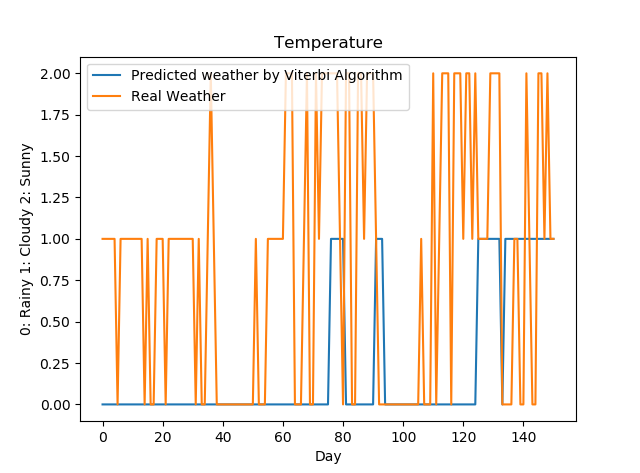 Temperature
Predicted weather by Viterbi Algorithm
Real Weather
2.00
1.75
1.50
1.25
1.00
0.75
0.50
0.25
0.00
0: Rainy 1: Cloudy 2: Sunny
0 20 40 60 80 100 120 140
Day